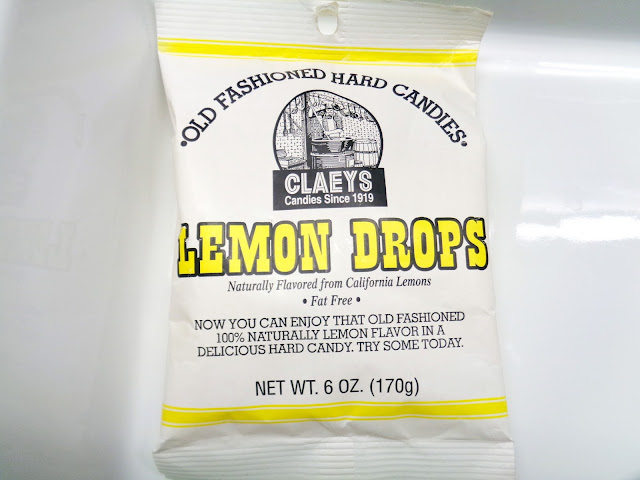 •OLD FASHIONED HARD CANDIES•
CLAEYS
Candies Since 1919
LEMON DROPS
Naturally Flavored from California Lemons
• Fat Free •
NOW YOU CAN ENJOY THAT OLD FASHIONED
100% NATURALLY LEMON FLAVOR IN A
DELICIOUS HARD CANDY. TRY SOME TODAY.
NET WT. 6 OZ. (170g)